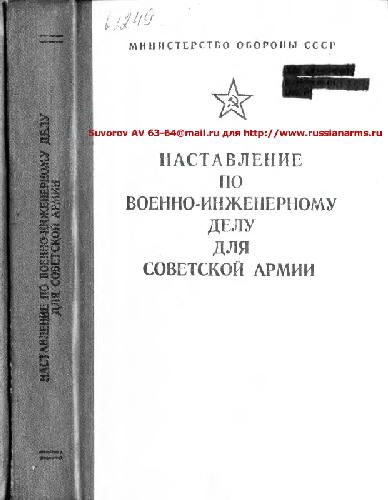 МИНИСТЕРСТВО ОБОРОНЫ СССР
Suvorov AV 63-64@mail.ru для http://www.russianarms.ru
НАСТАВЛЕНИЕ
ПО
ВОЕННО-ИНЖЕНЕРНОМУ
ДЕЛУ
ДЛЯ
СОВЕТСКОЙ АРМИИ
НАСТАВЛЕНИЕ ПО ВОЕННО-ИНЖЕНЕРНОМУ ДЕЛУ
ДЛЯ СОВЕТСКОЙ АРМИИ